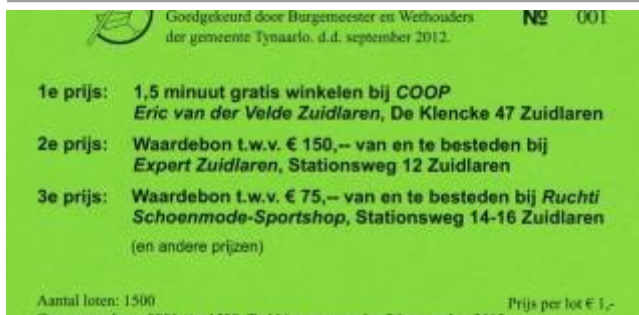 Goedgekeurd door Burgemeester en Wethouders
№ 001
der gemeente Tynaarlo. d.d. september 2012.
1e prijs: 1,5 minuut gratis winkelen bij COOP
Eric van der Velde Zuidlaren, De Klencke 47 Zuidlaren
2e prijs: Waardebon t.w.v. € 150,-- van en te besteden bij
Expert Zuidlaren, Stationsweg 12 Zuidlaren
3e prijs: Waardebon t.w.v. € 75,-- van en te besteden bij Ruchti
Schoenmode-Sportshop, Stationsweg 14-16 Zuidlaren
(en andere prijzen)
Aantal loten: 1500
Prijs per lot € 1,-